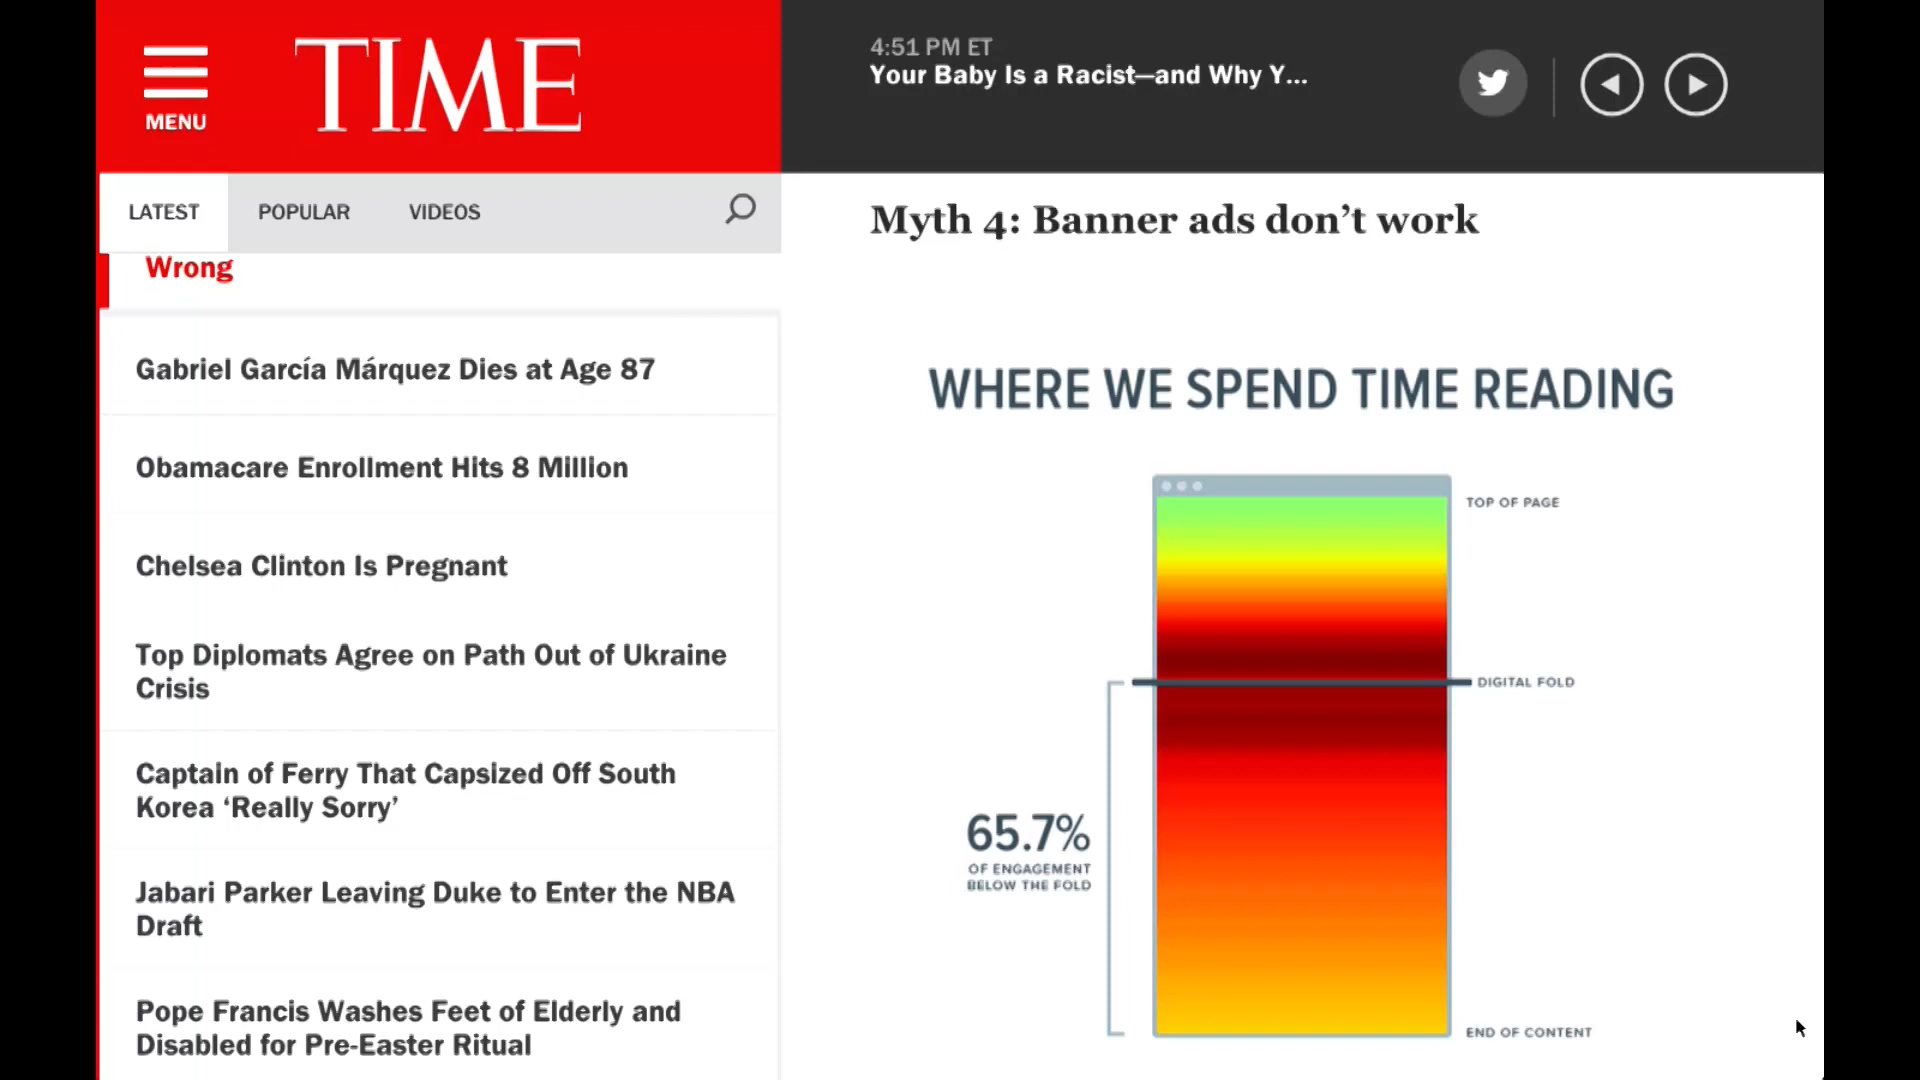 MENU
TIME
4:51 PM ET
Your Baby Is a Racist—and Why Y...
LATEST
POPULAR
VIDEOS
Wrong
Gabriel García Márquez Dies at Age 87
Obamacare Enrollment Hits 8 Million
Chelsea Clinton Is Pregnant
Top Diplomats Agree on Path Out of Ukraine
Crisis
Captain of Ferry That Capsized Off South
Korea ‘Really Sorry’
Jabari Parker Leaving Duke to Enter the NBA
Draft
Pope Francis Washes Feet of Elderly and
Disabled for Pre-Easter Ritual
Myth 4: Banner ads don’t work
WHERE WE SPEND TIME READING
TOP OF PAGE
DIGITAL FOLD
65.7%
OF ENGAGEMENT
BELOW THE FOLD
END OF CONTENT